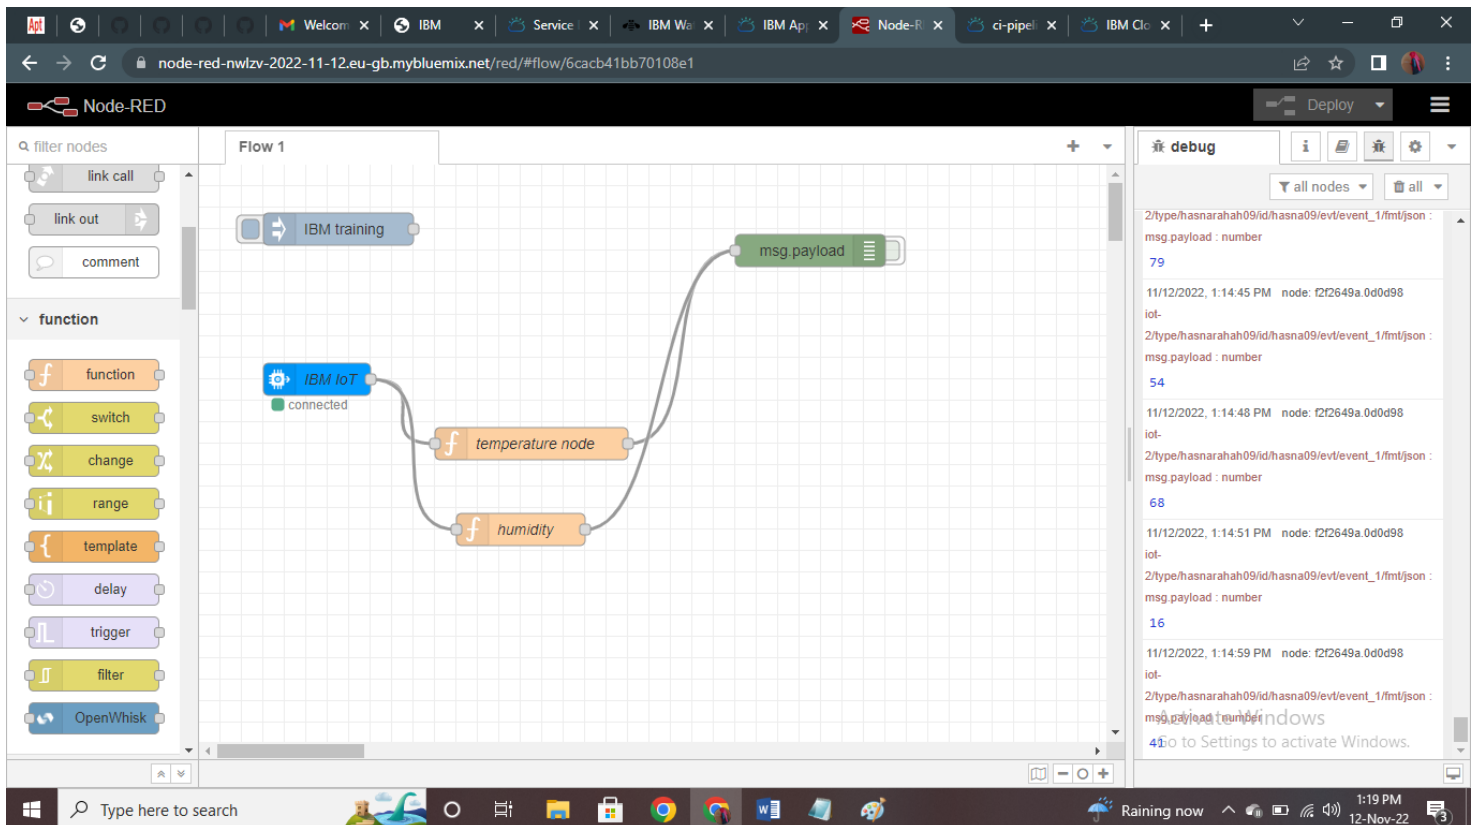 Apt
Welcom
IBM
Service
IBM Wa
IBM Ap
Node-R
ci-pipeli
IBM Clo
node-red-nwlzv-2022-11-12.eu-gb.mybluemix.net/red/#flow/6cacb41bb70108e1
Node-RED
Deploy
filter nodes
Flow 1
debug
i
link call
link out
comment
function
function
switch
change
range
template
delay
trigger
filter
OpenWhisk
IBM training
msg.payload
IBM IoT
connected
temperature node
humidity
all nodes
all
2/type/hasnarahah09/id/hasna09/evt/event_1/fmt/json :
msg.payload : number
79
11/12/2022, 1:14:45 PM node: f2f2649a.0d0d98
iot-
2/type/hasnarahah09/id/hasna09/evt/event_1/fmt/json :
msg.payload : number
54
11/12/2022, 1:14:48 PM node: f2f2649a.0d0d98
iot-
2/type/hasnarahah09/id/hasna09/evt/event_1/fmt/json :
msg.payload : number
68
11/12/2022, 1:14:51 PM node: f2f2649a.0d0d98
iot-
2/type/hasnarahah09/id/hasna09/evt/event_1/fmt/json :
msg.payload : number
16
11/12/2022, 1:14:59 PM node: f2f2649a.0d0d98
iot-
2/type/hasnarahah09/id/hasna09/evt/event_1/fmt/json :
msg.payload : number
41
Activate Windows
Go to Settings to activate Windows.
Type here to search
Raining now
1:19 PM
12-Nov-22
3